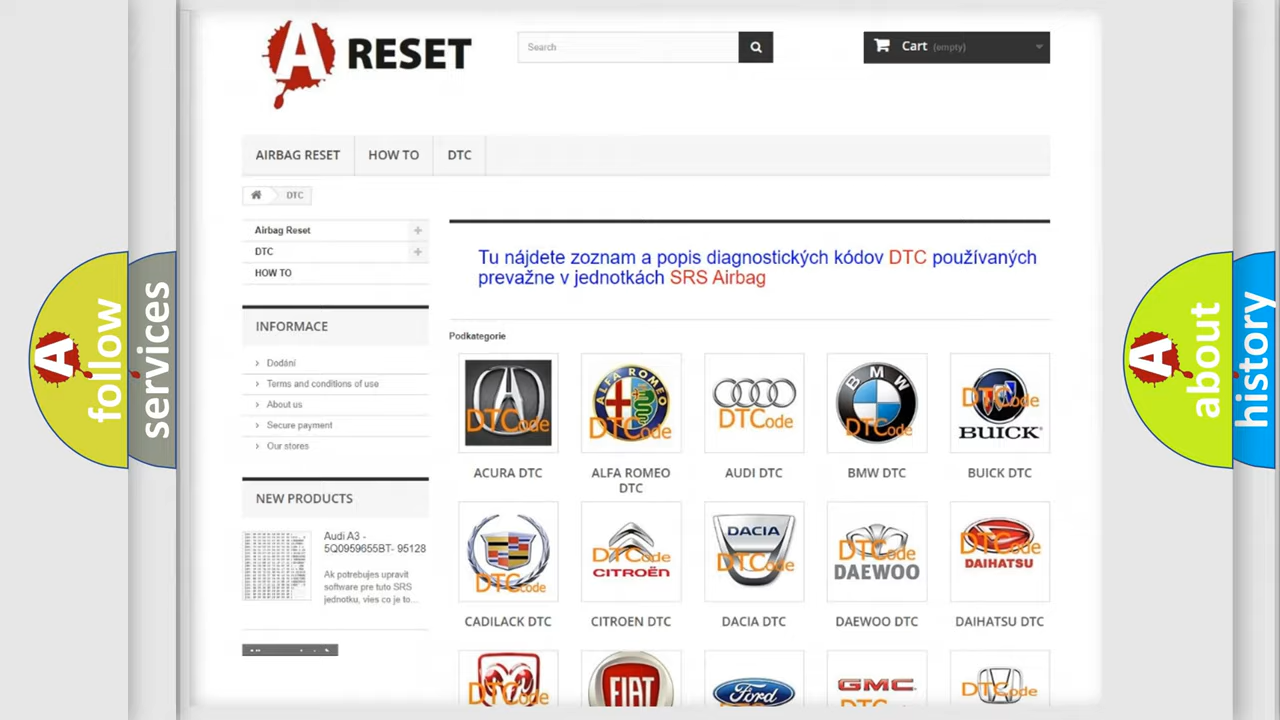 A RESET
Search
Cart (empty)
AIRBAG RESET
HOW TO
DTC
DTC
Airbag Reset
DTC
HOW TO
INFORMACE
Dodání
Terms and conditions of use
About us
Secure payment
Our stores
NEW PRODUCTS
Audi A3 -
5Q0959655BT- 95128
Ak potrebujes upravit
software pre tuto SRS
jednotku, vies co je to...
Tu nájdete zoznam a popis diagnostických kódov DTC používaných
prevažne v jednotkách SRS Airbag
Podkategorie
DTCode
ALFA ROMEO
DTCode
DTCode
BMW
DTCode
DTCode
BUICK
ACURA DTC
ALFA ROMEO
DTC
AUDI DTC
BMW DTC
BUICK DTC
DTCode
DTCode
CITROËN
DACIA
DTCode
DTCode
DAEWOO
DTCode
DAIHATSU
CADILACK DTC
CITROEN DTC
DACIA DTC
DAEWOO DTC
DAIHATSU DTC
DTCode
FIAT
Ford
GMC
DTCode
A follow
services
A about
history